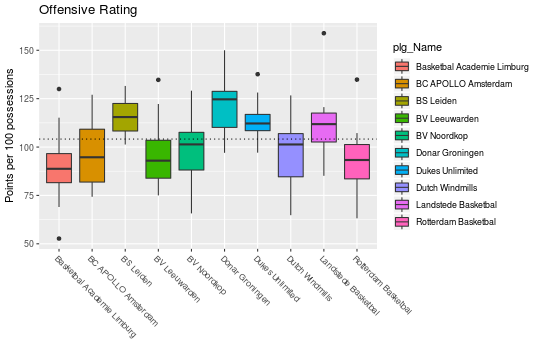 Offensive Rating
Points per 100 possessions
150
125
100
75
50
Basketbal Academie Limburg
BC APOLLO Amsterdam
BS Leiden
BV Leeuwarden
BV Noordkop
Donar Groningen
Dukes Unlimited
Dutch Windmills
Landstede Basketbal
Rotterdam Basketbal
plg_Name
Basketbal Academie Limburg
BC APOLLO Amsterdam
BS Leiden
BV Leeuwarden
BV Noordkop
Donar Groningen
Dukes Unlimited
Dutch Windmills
Landstede Basketbal
Rotterdam Basketbal